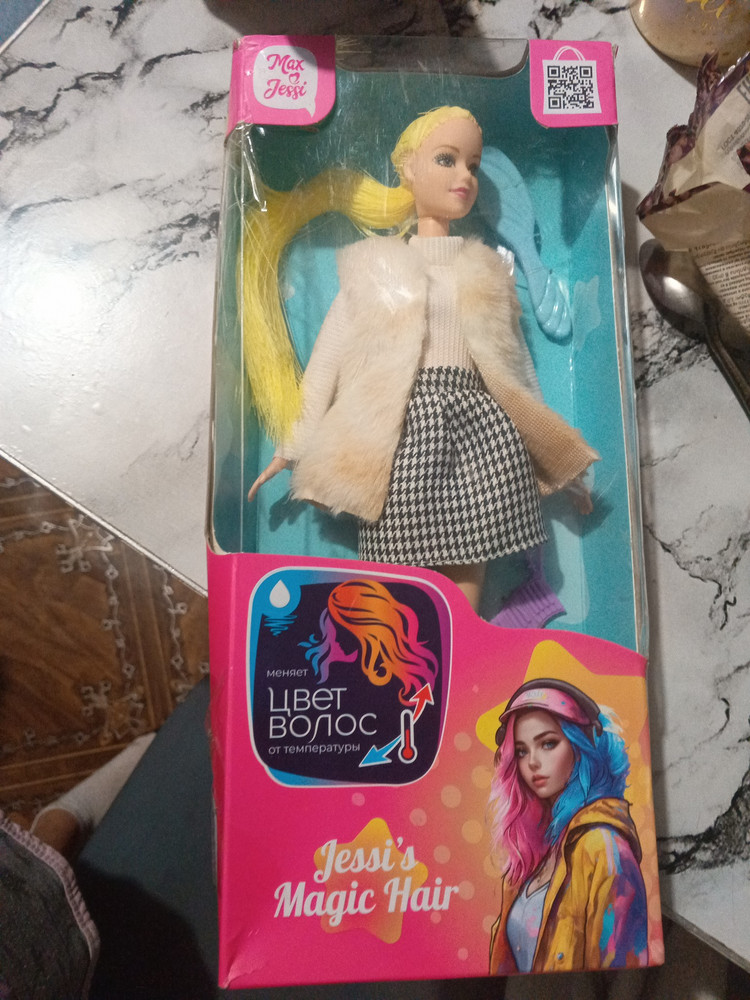 Max
Jessi
меняет
цвет
волос
от температуры
Jessi's
Magic Hair